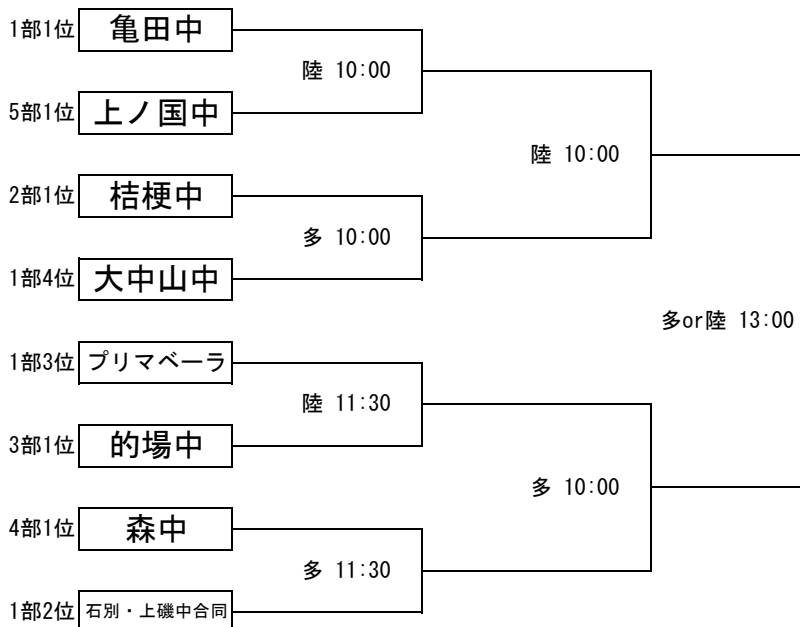 1部1位 亀田中
陸 10:00
5部1位 上ノ国中
陸 10:00
2部1位 桔梗中
多 10:00
1部4位 大中山中
多or陸 13:00
1部3位 プリマベーラ
陸 11:30
3部1位 的場中
多 10:00
4部1位 森中
多 11:30
1部2位 石別・上磯中合同